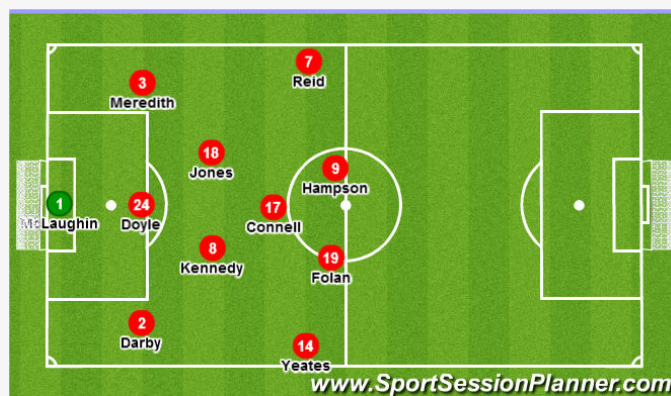 7
Reid
3
Meredith
18
Jones
9
Hampson
1
McLaughin
24
Doyle
17
Connell
8
Kennedy
19
Folan
2
Darby
14
Yeates
www.SportSessionPlanner.com